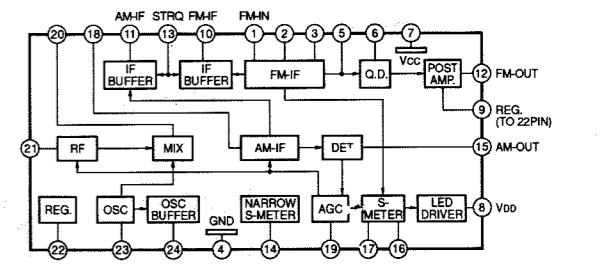 AM-IF STRQ FM-IF FM-IN
20 18 11 13 10 1 2 3 5 6 7
VCC
IF BUFFER
IF BUFFER
FM-IF
Q.D.
POST AMP.
12 FM-OUT
9 REG.
(TO 22PIN)
21 RF MIX AM-IF DET 15 AM-OUT
REG.
OSC
OSC BUFFER
GND
NARROW S-METER
AGC
S-METER
LED DRIVER
8 VDD
22 23 24 4 14 19 17 16